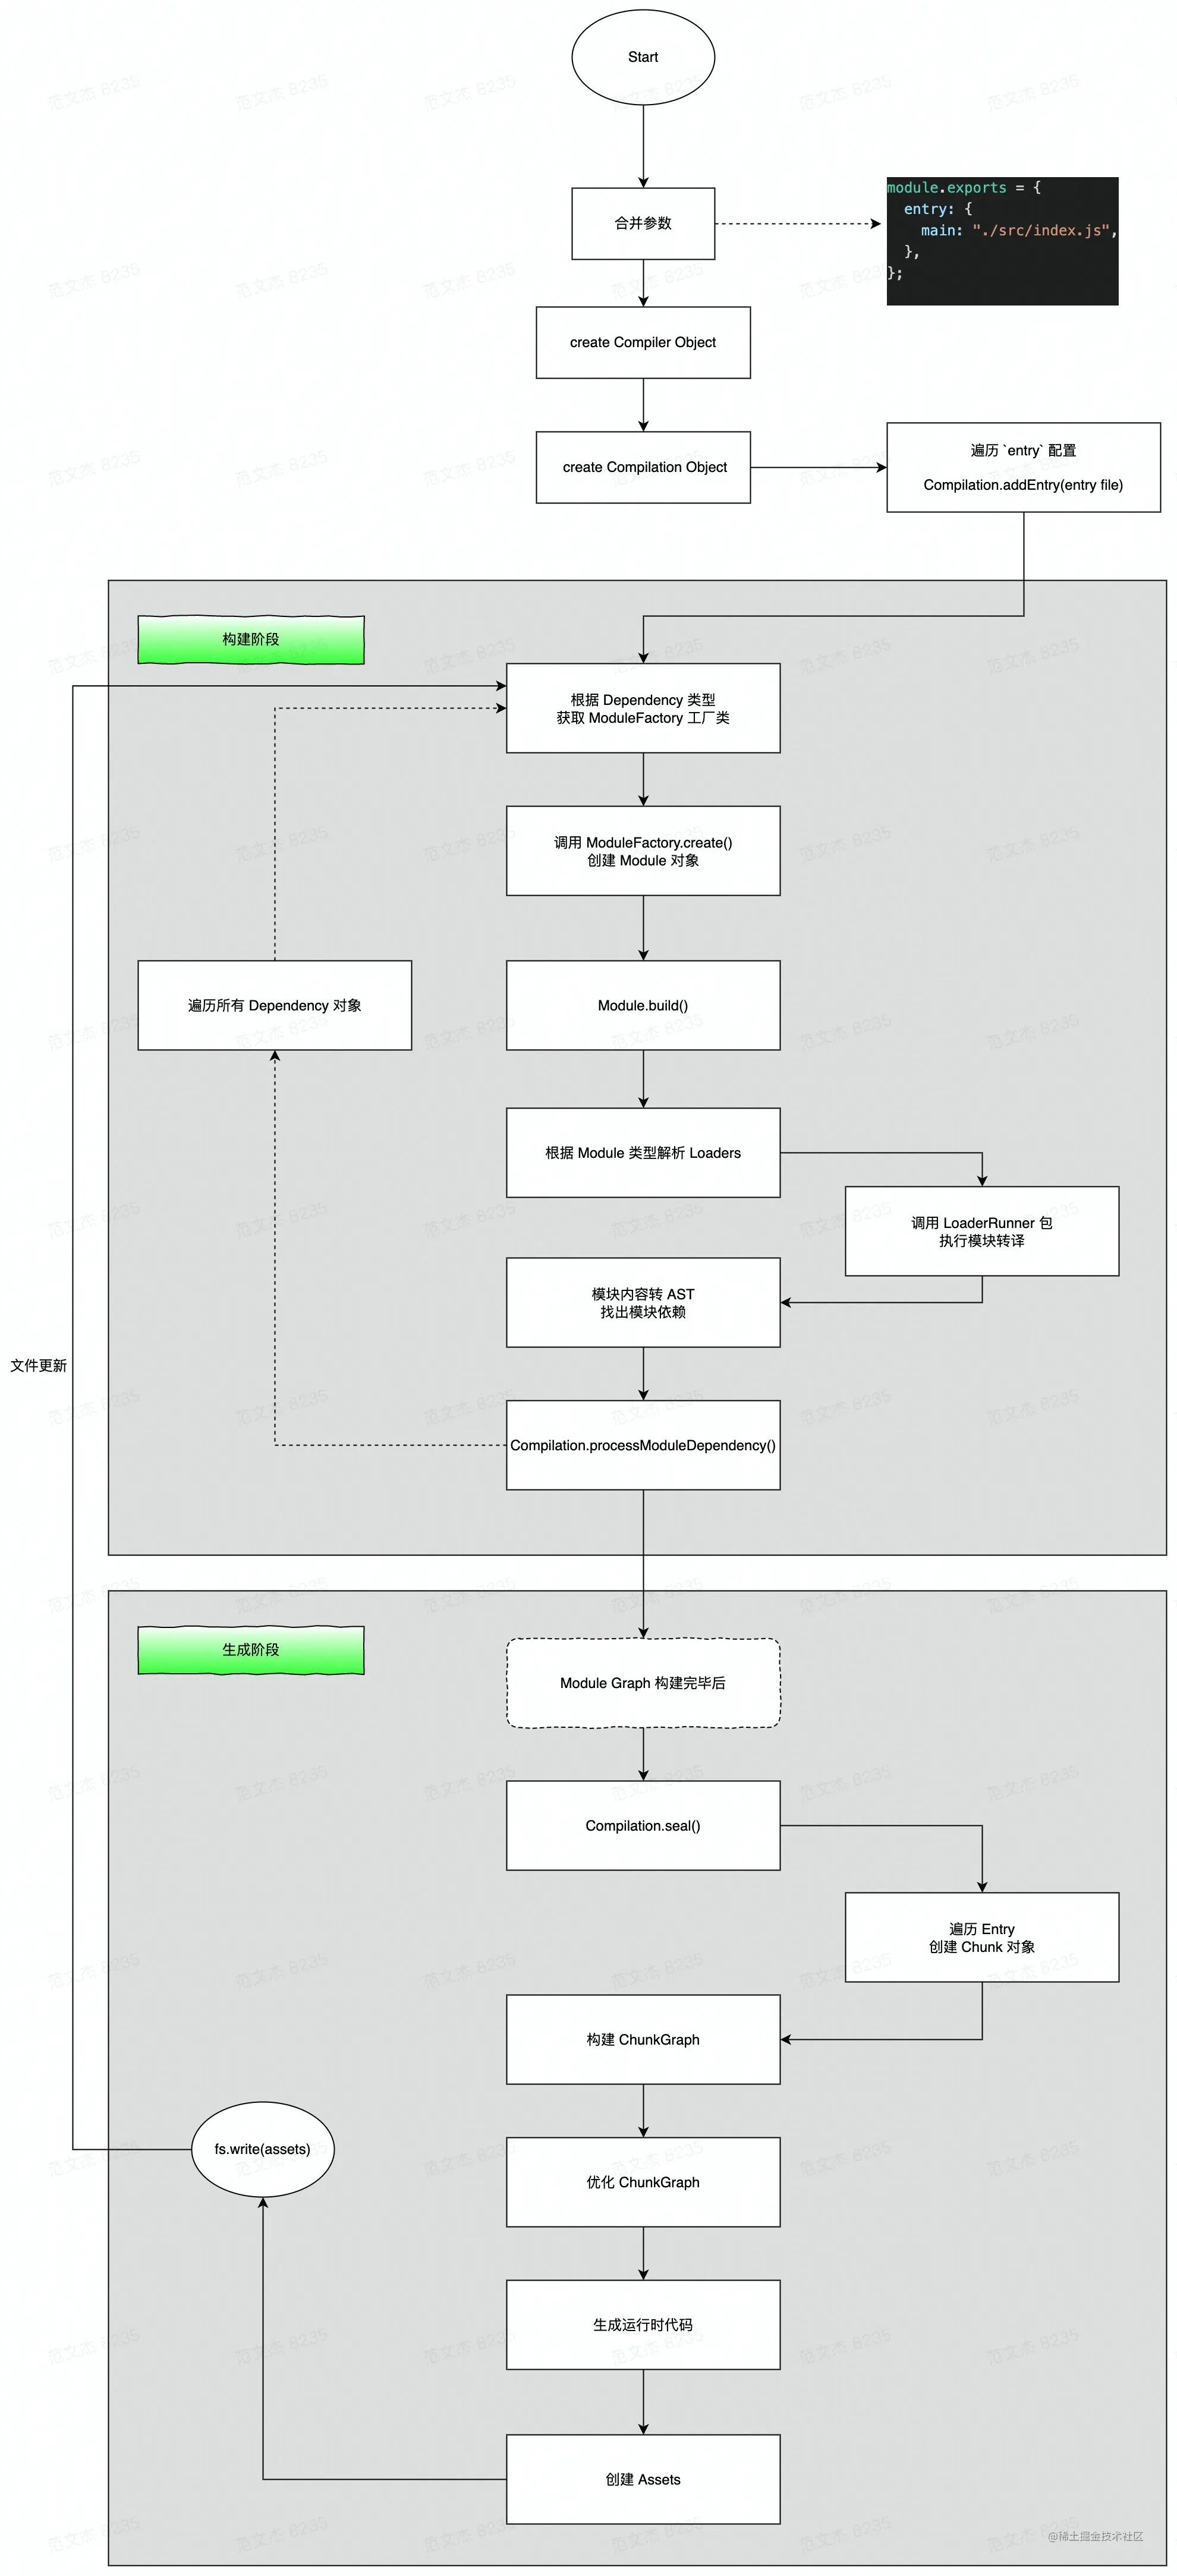 Start
合并参数
module.exports = {
entry: {
main: "./src/index.js",
},
};
create Compiler Object
create Compilation Object
遍历 `entry` 配置
Compilation.addEntry(entry file)
构建阶段
根据 Dependency 类型
获取 ModuleFactory 工厂类
调用 ModuleFactory.create()
创建 Module 对象
遍历所有 Dependency 对象
Module.build()
根据 Module 类型解析 Loaders
调用 LoaderRunner 包
执行模块转译
模块内容转 AST
找出模块依赖
文件更新
Compilation.processModuleDependency()
生成阶段
Module Graph 构建完毕后
Compilation.seal()
遍历 Entry
创建 Chunk 对象
构建 ChunkGraph
fs.write(assets)
优化 ChunkGraph
生成运行时代码
创建 Assets
@稀土掘金技术社区
范文杰 8235